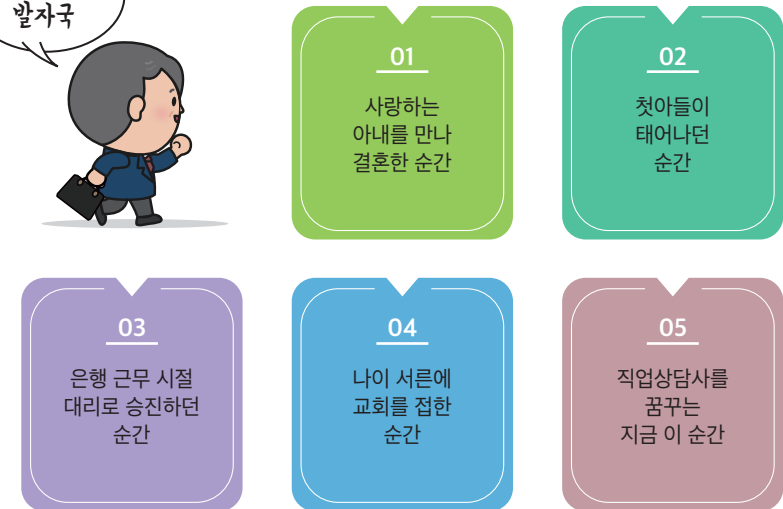 발자국
01
사랑하는
아내를 만나
결혼한 순간
02
첫아들이
태어나던
순간
03
은행 근무 시절
대리로 승진하던
순간
04
나이 서른에
교회를 접한
순간
05
직업상담사를
꿈꾸는
지금 이 순간